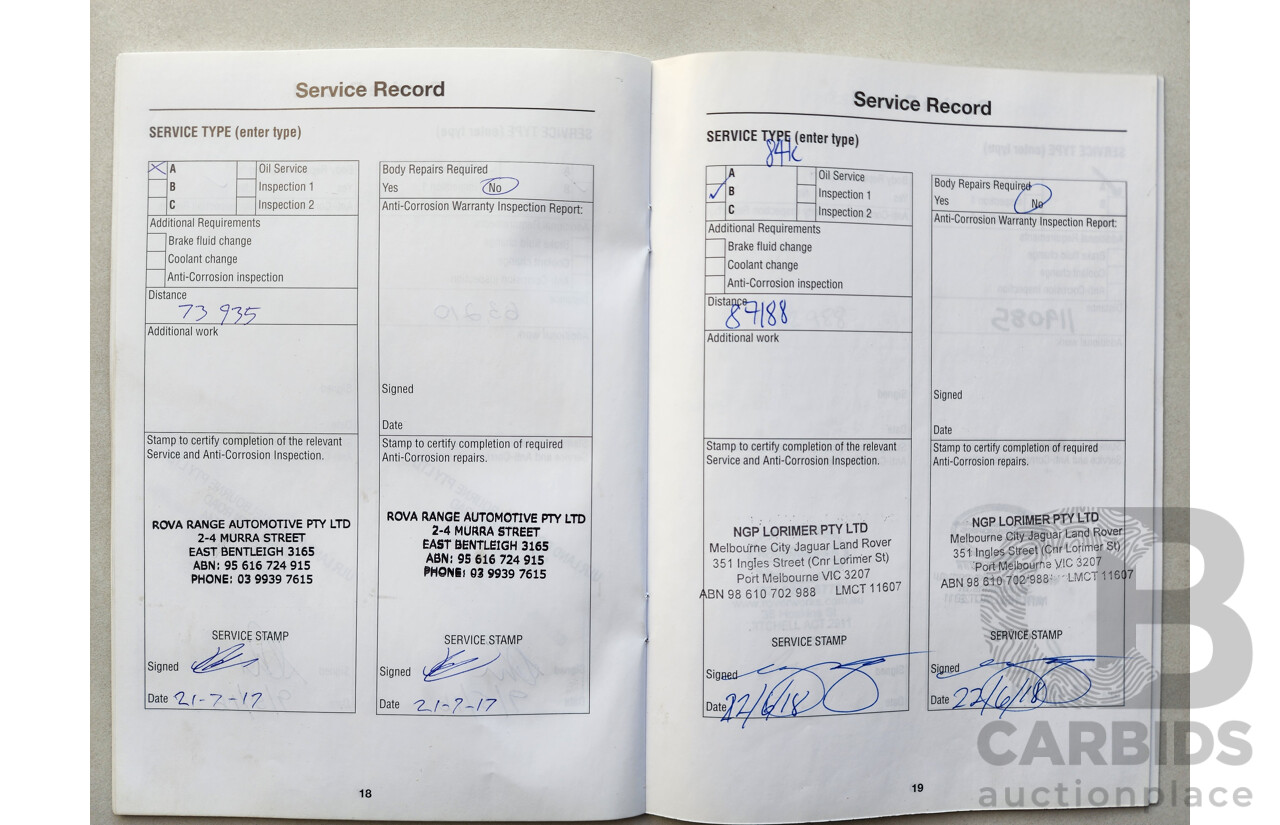 Service Record
SERVICE TYPE (enter type)
A
Oil Service
B
Inspection 1
C
Inspection 2
Additional Requirements
Brake fluid change
Coolant change
Anti-Corrosion inspection
Distance
73 935
Additional work
Stamp to certify completion of the relevant
Service and Anti-Corrosion Inspection.
ROVA RANGE AUTOMOTIVE PTY LTD
2-4 MURRA STREET
EAST BENTLEIGH 3165
ABN: 95 616 724 915
PHONE: 03 9939 7615
SERVICE STAMP
Signed
Date 21-7-17
Body Repairs Required
Yes No
Anti-Corrosion Warranty Inspection Report:
Signed
Date
Stamp to certify completion of required
Anti-Corrosion repairs.
ROVA RANGE AUTOMOTIVE PTY LTD
2-4 MURRA STREET
EAST BENTLEIGH 3165
ABN: 95 616 724 915
PHONE: 03 9939 7615
SERVICE STAMP
Signed
Date 21-7-17
18
Service Record
SERVICE TYPE (enter type)
84K
A
Oil Service
B
Inspection 1
C
Inspection 2
Additional Requirements
Brake fluid change
Coolant change
Anti-Corrosion inspection
Distance
87188
Additional work
Stamp to certify completion of the relevant
Service and Anti-Corrosion Inspection.
NGP LORIMER PTY LTD
Melbourne City Jaguar Land Rover
351 Ingles Street (Cnr Lorimer St)
Port Melbourne VIC 3207
ABN 98 610 702 988 LMCT 11607
SERVICE STAMP
Signed
Date 22/6/18
Body Repairs Required
Yes No
Anti-Corrosion Warranty Inspection Report:
Signed
Date
Stamp to certify completion of required
Anti-Corrosion repairs.
NGP LORIMER PTY LTD
Melbourne City Jaguar Land Rover
351 Ingles Street (Cnr Lorimer St)
Port Melbourne VIC 3207
ABN 98 610 702 988 LMCT 11607
SERVICE STAMP
Signed
Date 22/6/18
19
CARBIDS
auctionplace